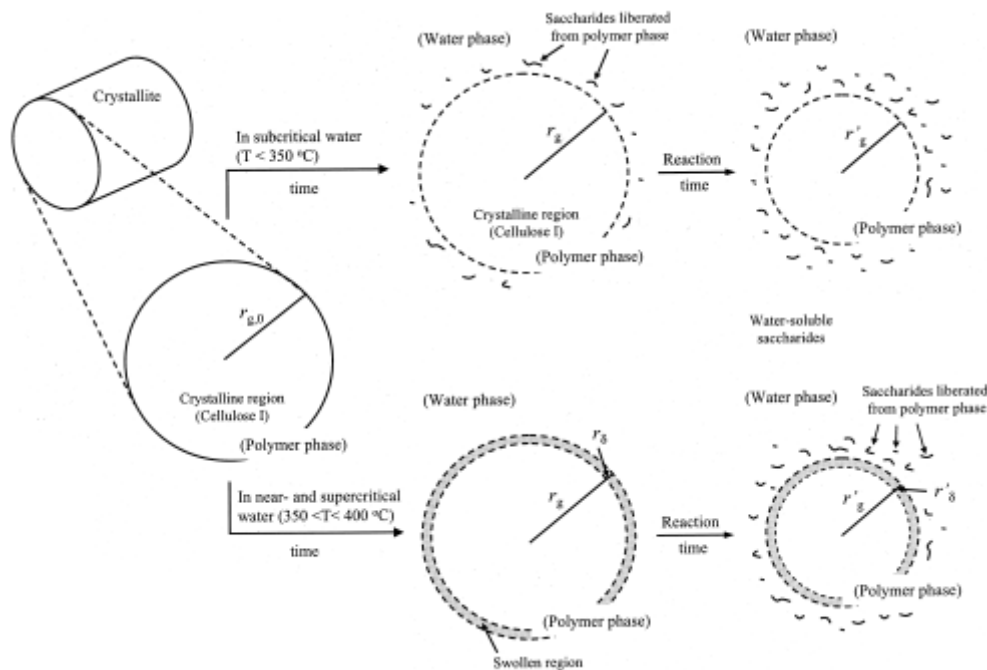 Crystallite
In subcritical water
(T < 350 °C)
time
(Water phase)
Saccharides liberated
from polymer phase
r_g
Crystalline region
(Cellulose I)
(Polymer phase)
Reaction
time
(Water phase)
r'_g
(Polymer phase)
r_g,0
Crystalline region
(Cellulose I)
(Polymer phase)
Water-soluble
saccharides
In near- and supercritical
water (350 <T< 400 °C)
time
(Water phase)
r_δ
r_g
(Polymer phase)
Swollen region
Reaction
time
(Water phase)
Saccharides liberated
from polymer phase
r'_g
r'_δ
(Polymer phase)